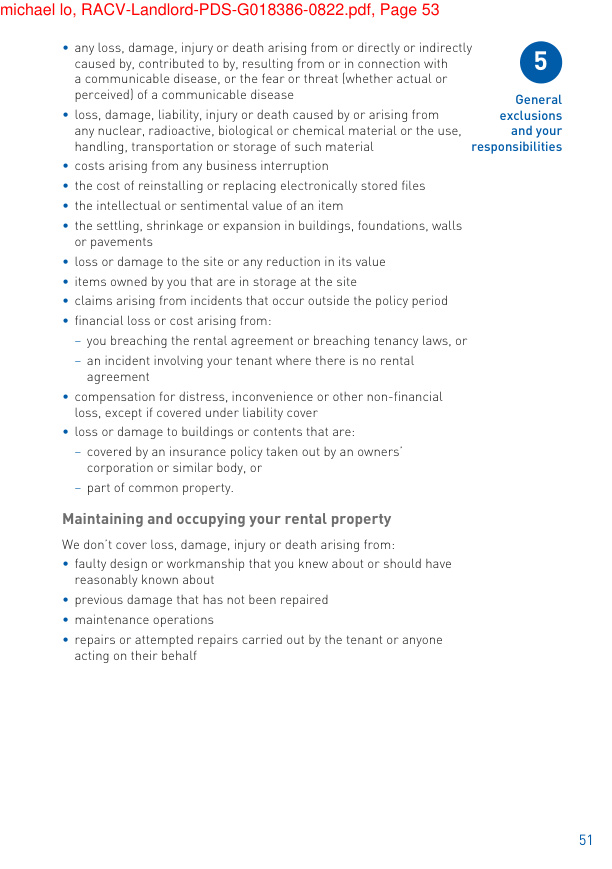 michael lo, RACV-Landlord-PDS-G018386-0822.pdf, Page 53
• any loss, damage, injury or death arising from or directly or indirectly
caused by, contributed to by, resulting from or in connection with
a communicable disease, or the fear or threat (whether actual or
perceived) of a communicable disease
• loss, damage, liability, injury or death caused by or arising from
any nuclear, radioactive, biological or chemical material or the use,
handling, transportation or storage of such material
• costs arising from any business interruption
• the cost of reinstalling or replacing electronically stored files
• the intellectual or sentimental value of an item
• the settling, shrinkage or expansion in buildings, foundations, walls
or pavements
• loss or damage to the site or any reduction in its value
• items owned by you that are in storage at the site
• claims arising from incidents that occur outside the policy period
• financial loss or cost arising from:
– you breaching the rental agreement or breaching tenancy laws, or
– an incident involving your tenant where there is no rental
agreement
• compensation for distress, inconvenience or other non-financial
loss, except if covered under liability cover
• loss or damage to buildings or contents that are:
– covered by an insurance policy taken out by an owners'
corporation or similar body, or
– part of common property.
Maintaining and occupying your rental property
We don't cover loss, damage, injury or death arising from:
• faulty design or workmanship that you knew about or should have
reasonably known about
• previous damage that has not been repaired
• maintenance operations
• repairs or attempted repairs carried out by the tenant or anyone
acting on their behalf
5
General
exclusions
and your
responsibilities
51